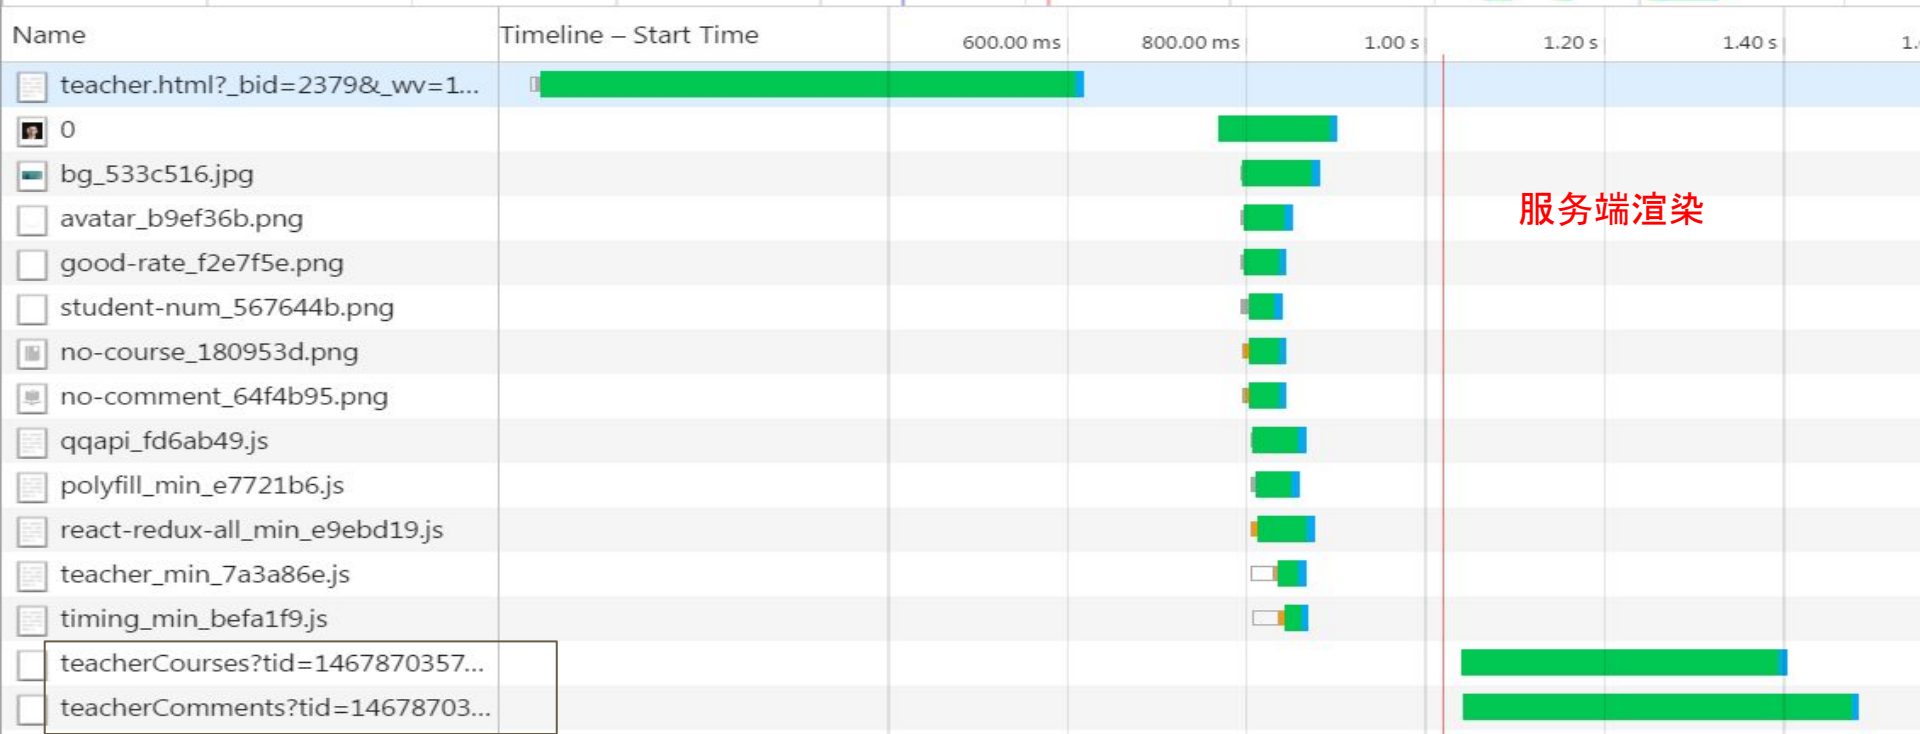 Name
Timeline – Start Time
600.00 ms
800.00 ms
1.00 s
1.20 s
1.40 s
teacher.html?_bid=2379&_wv=1...
0
bg_533c516.jpg
avatar_b9ef36b.png
服务端渲染
good-rate_f2e7f5e.png
student-num_567644b.png
no-course_180953d.png
no-comment_64f4b95.png
qqapi_fd6ab49.js
polyfill_min_e7721b6.js
react-redux-all_min_e9ebd19.js
teacher_min_7a3a86e.js
timing_min_befa1f9.js
teacherCourses?tid=1467870357...
teacherComments?tid=14678703...